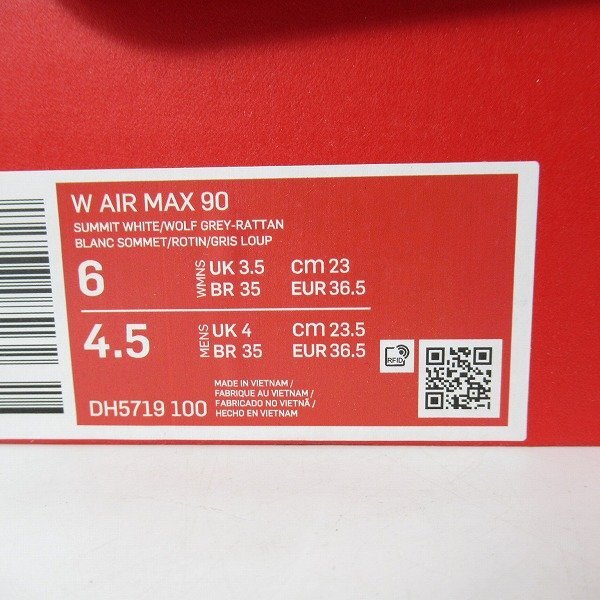 W AIR MAX 90
SUMMIT WHITE/WOLF GREY-RATTAN
BLANC SOMMET/ROTIN/GRIS LOUP
6 WMNS UK 3.5 CM 23
BR 35 EUR 36.5
4.5 MENS UK 4 CM 23.5
BR 35 EUR 36.5
RFID
MADE IN VIETNAM /
FABRIQUE AU VIETNAM /
FABRICADO NO VIETNÃ /
HECHO EN VIETNAM
DH5719 100